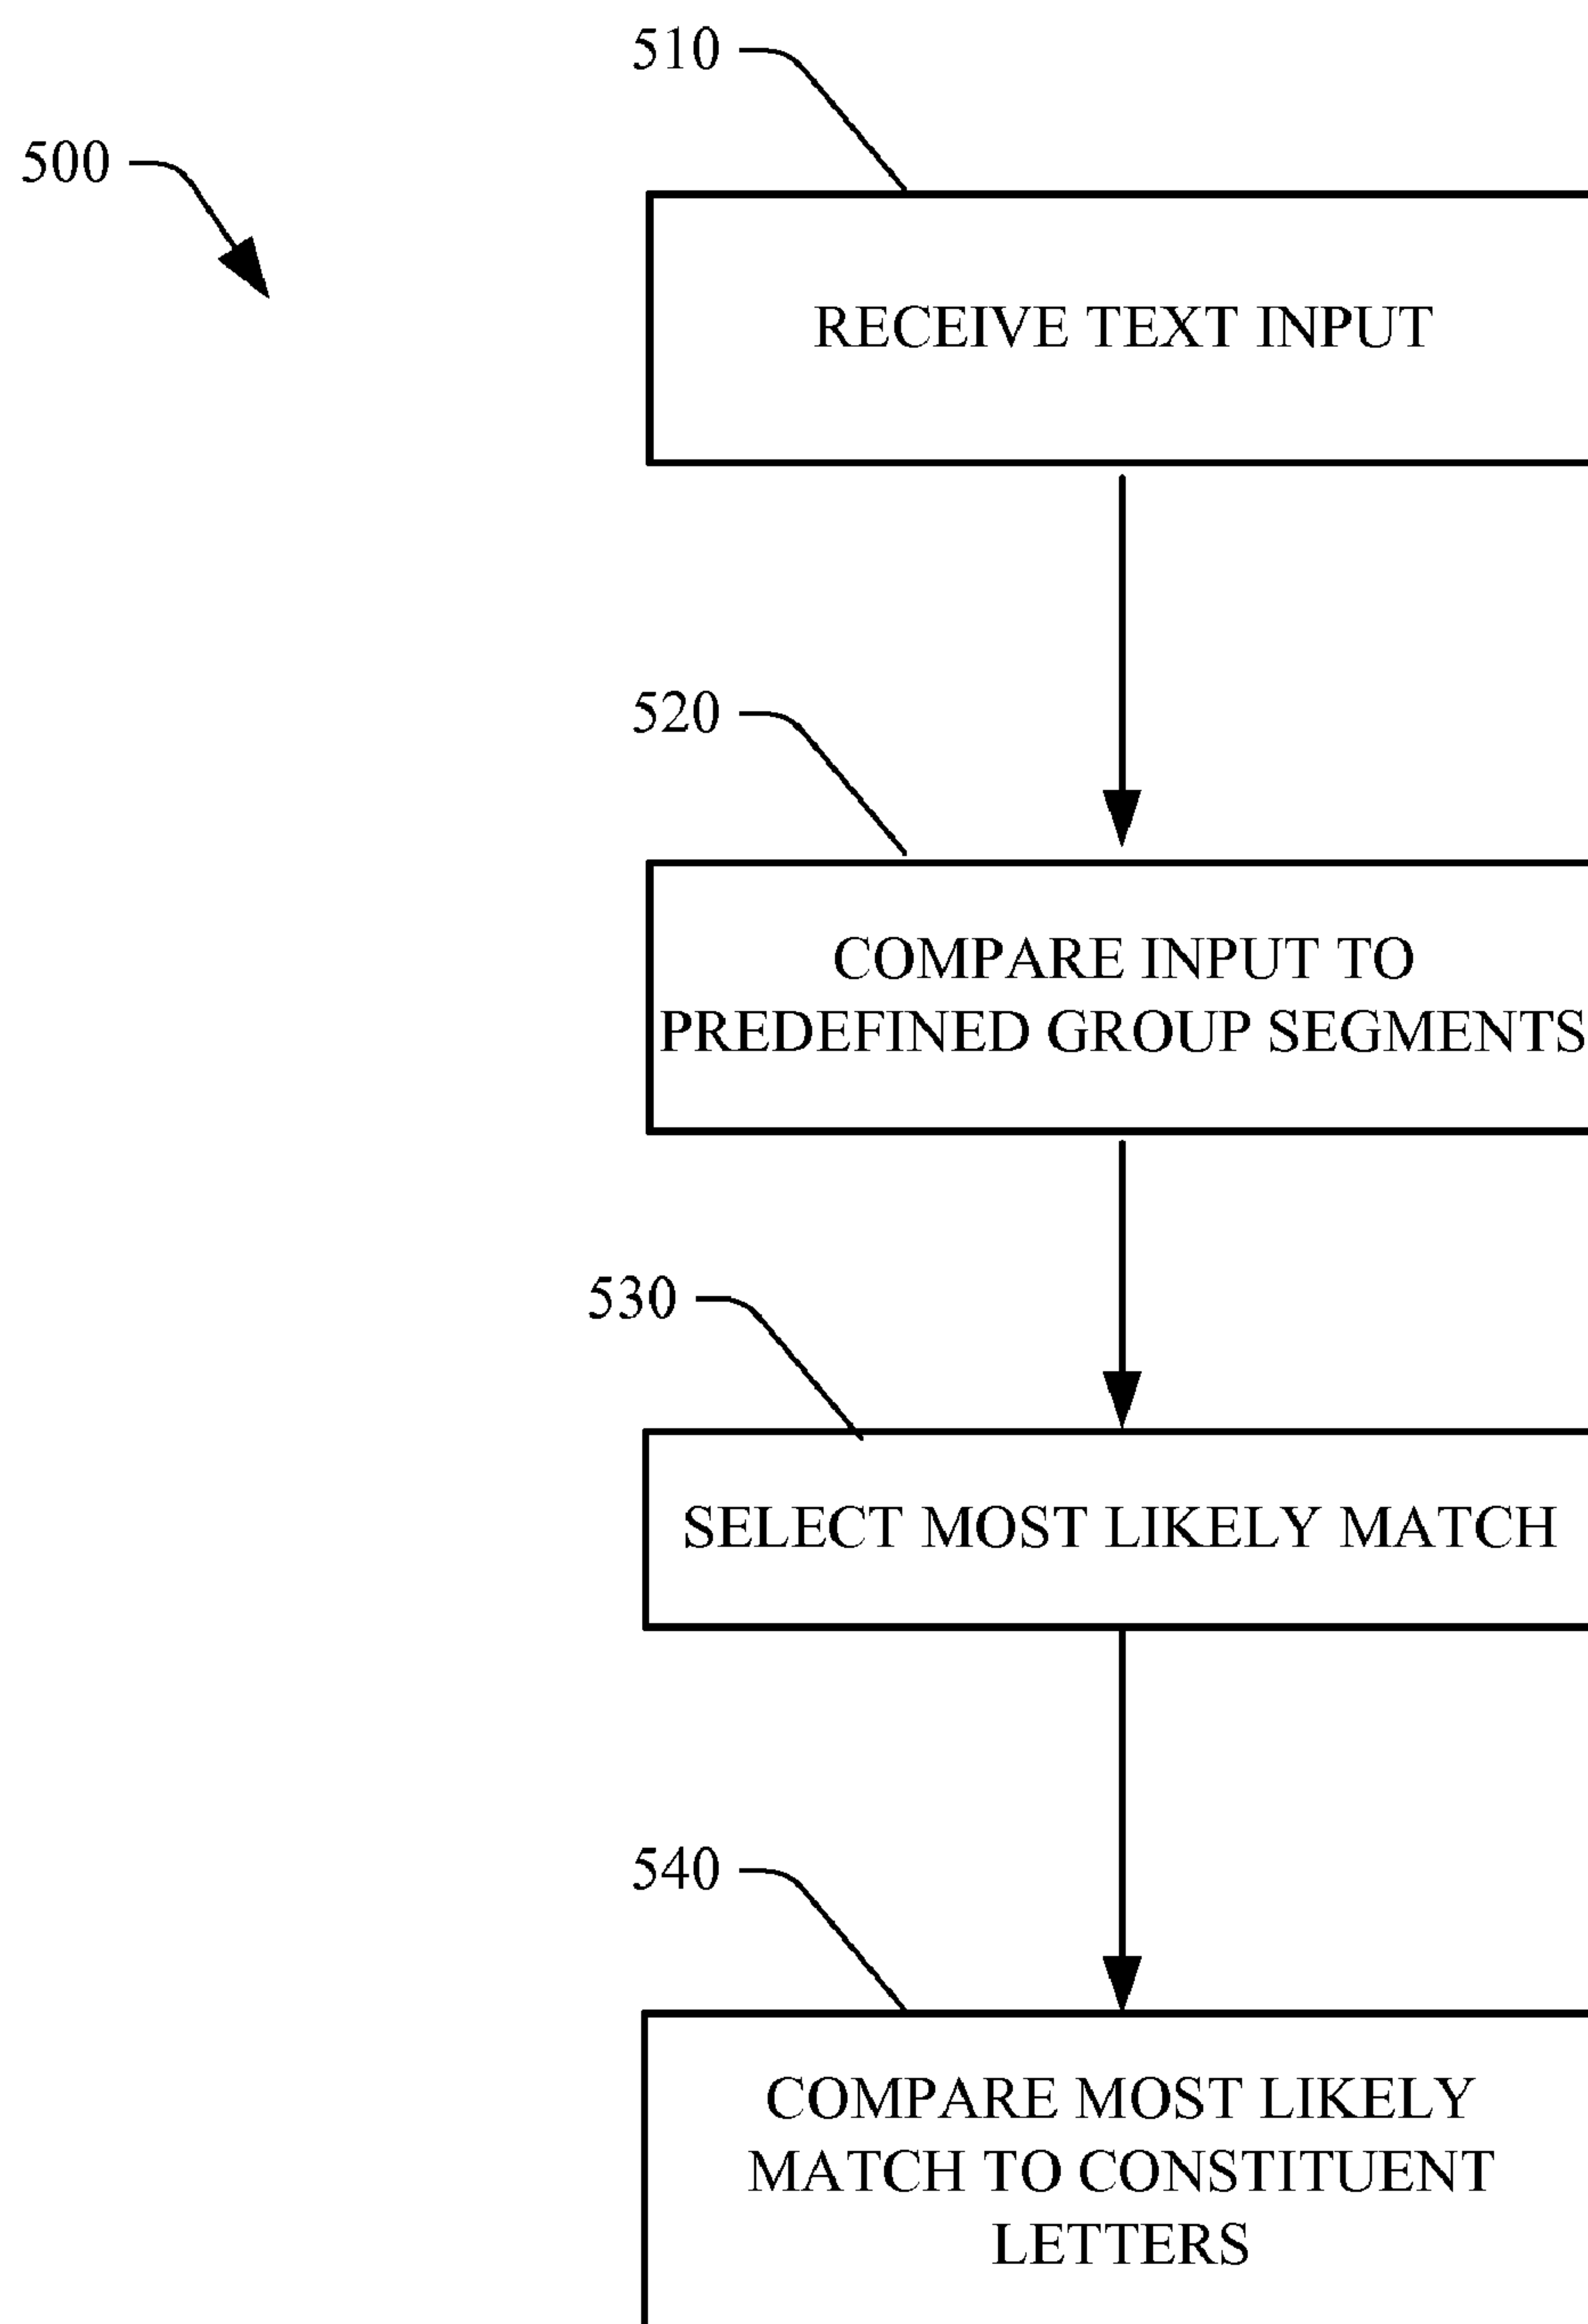 510
500
RECEIVE TEXT INPUT
520
COMPARE INPUT TO
PREDEFINED GROUP SEGMENTS
530
SELECT MOST LIKELY MATCH
540
COMPARE MOST LIKELY
MATCH TO CONSTITUENT
LETTERS